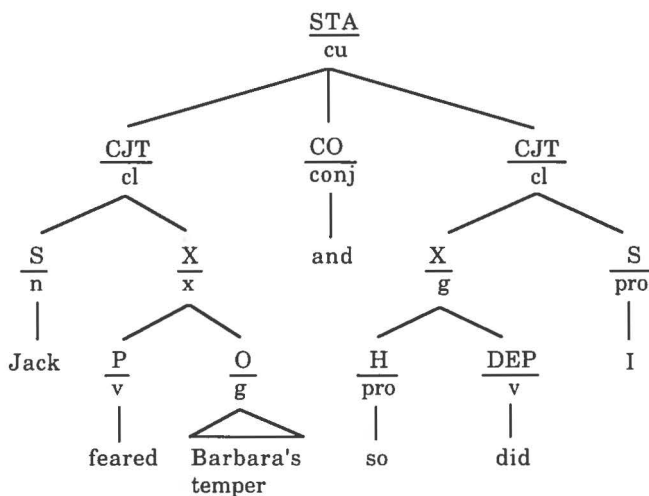 STA
cu
CJT CO CJT
cl conj cl
S X and X S
n x g pro
Jack P O H DEP I
v g pro v
feared Barbara's so did
temper